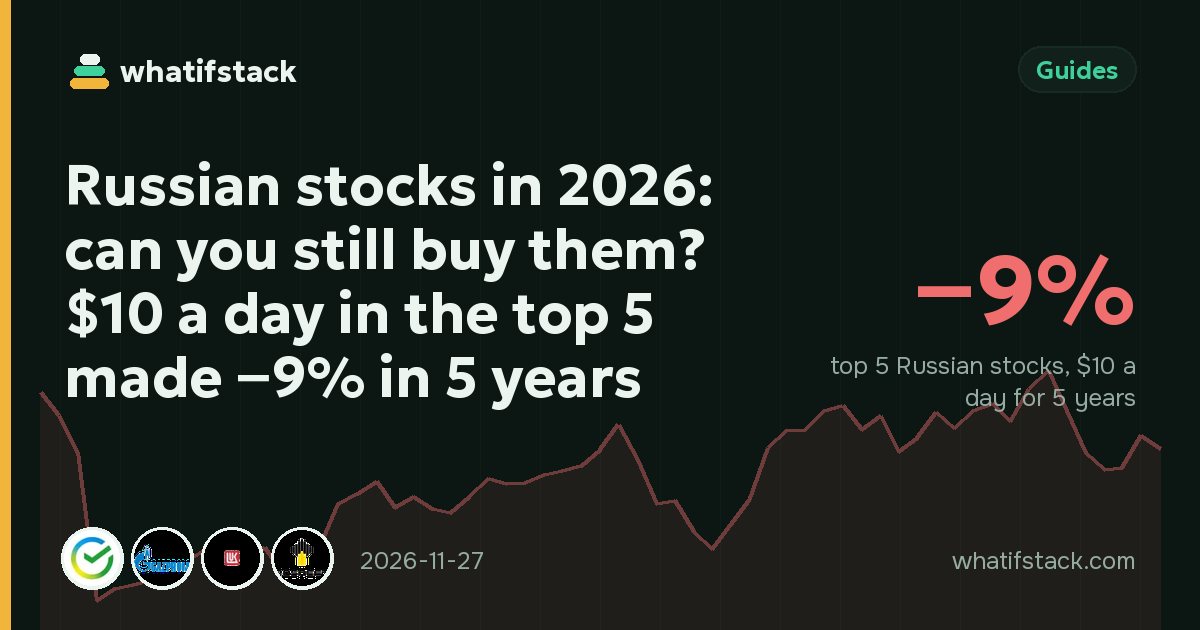 whatifstack
Guides
Russian stocks in 2026:
can you still buy them?
$10 a day in the top 5
made −9% in 5 years
−9%
top 5 Russian stocks, $10 a
day for 5 years
2026-11-27
whatifstack.com